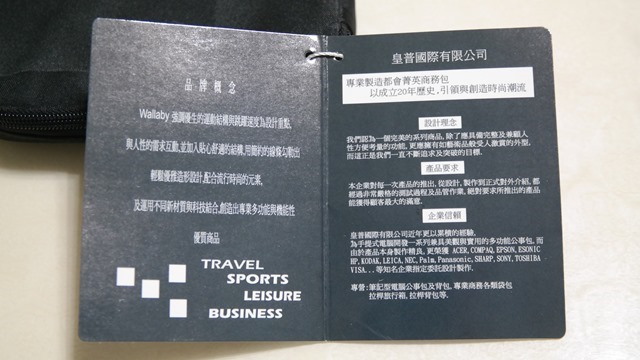 品·牌 概念
Wallaby 強調優生的運動結構與跳躍速度為設計重點,
與人性的需求互動,並加入貼心舒適的結構,用簡約的線條勾勒出
輕鬆優雅造形設計,配合流行時尚的元素,
及運用不同新材質與科技結合,創造出專業多功能與機能性
優質商品
TRAVEL
SPORTS
LEISURE
BUSINESS
皇普國際有限公司
專業製造都會菁英商務包
以成立20年歷史,引領與創造時尚潮流
設計理念
我們認為一個完美的系列商品,除了應具備完整及兼顧人
性方便考量的功能,更應擁有如藝術品般受人激賞的外型,
而這正是我們一直不斷追求及突破的目標.
產品要求
本企業對每一次產品的推出,從設計,製作到正式對外介紹,都
經過非常嚴格的測試過程及品管作業,絕對要求所推出的產品
能獲得顧客最大的滿意.
企業信賴
皇普國際有限公司近年更以累積的經驗,
為手提式電腦開發一系列兼具美觀與實用的多功能公事包,而
由於產品本身製作精良,更榮獲 ACER,COMPAQ,EPSON,ESONIC
HP,KODAK,LEICA,NEC,Palm,Panasonic,SHARP,SONY,TOSHIBA
VISA...等知名企業指定委託設計製作.
專營:筆記型電腦公事包及背包,專業商務各類袋包
拉桿旅行箱,拉桿背包等.